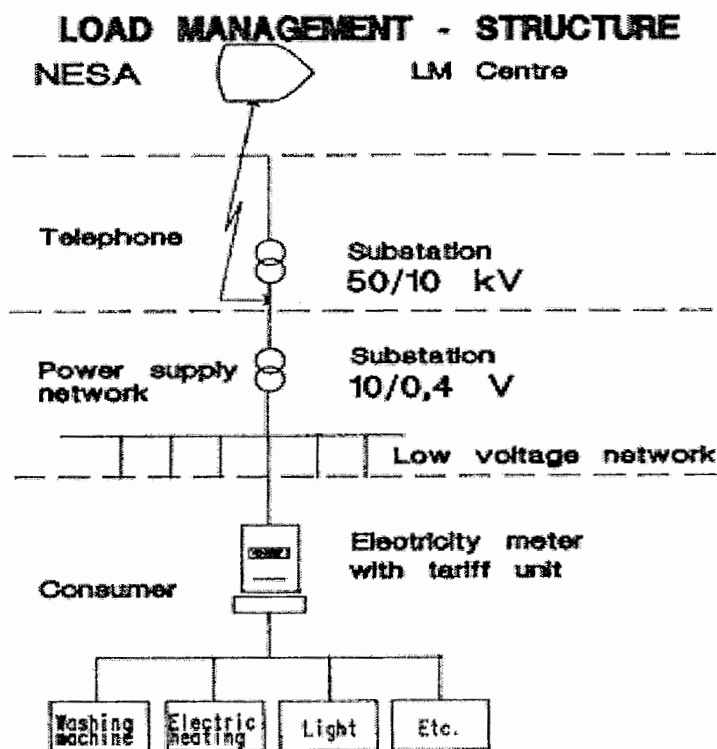 LOAD MANAGEMENT - STRUCTURE
NESA
LM Centre
Telephone
Substation
50/10 kV
Power supply
network
Substation
10/0,4 V
Low voltage network
Electricity meter
with tariff unit
Consumer
Washing
machine
Electric
heating
Light
Etc.